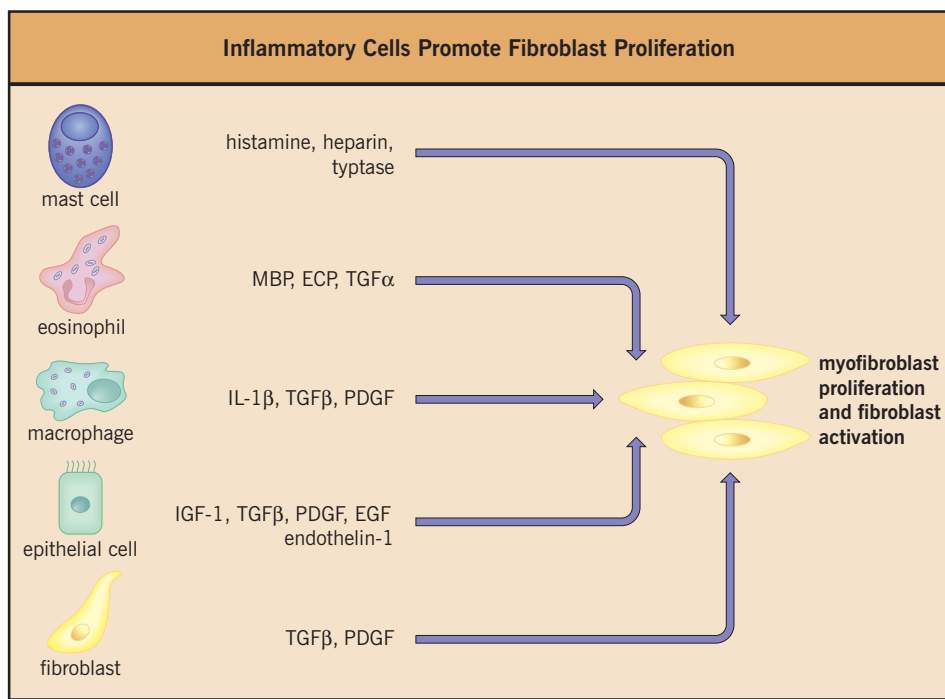 Inflammatory Cells Promote Fibroblast Proliferation
mast cell
histamine, heparin,
typtase
eosinophil
MBP, ECP, TGFα
macrophage
IL-1β, TGFβ, PDGF
epithelial cell
IGF-1, TGFβ, PDGF, EGF
endothelin-1
fibroblast
TGFβ, PDGF
myofibroblast
proliferation
and fibroblast
activation